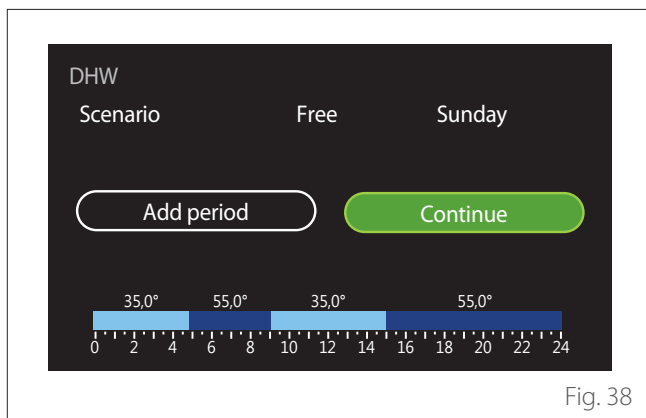 DHW
Scenario Free Sunday
Add period Continue
35,0° 55,0° 35,0° 55,0°
0 2 4 6 8 10 12 14 16 18 20 22 24
Fig. 38